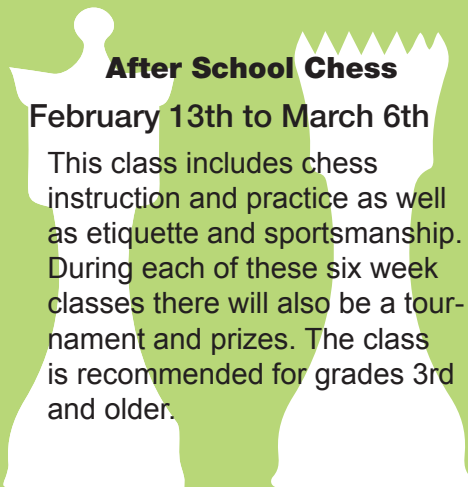 After School Chess
February 13th to March 6th
This class includes chess
instruction and practice as well
as etiquette and sportsmanship.
During each of these six week
classes there will also be a tour-
nament and prizes. The class
is recommended for grades 3rd
and older.